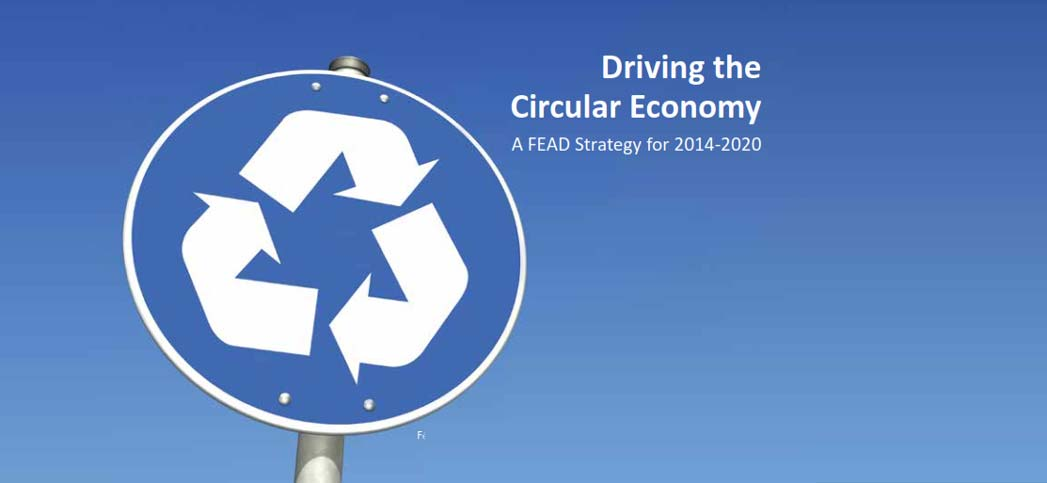 Driving the
Circular Economy
A FEAD Strategy for 2014-2020